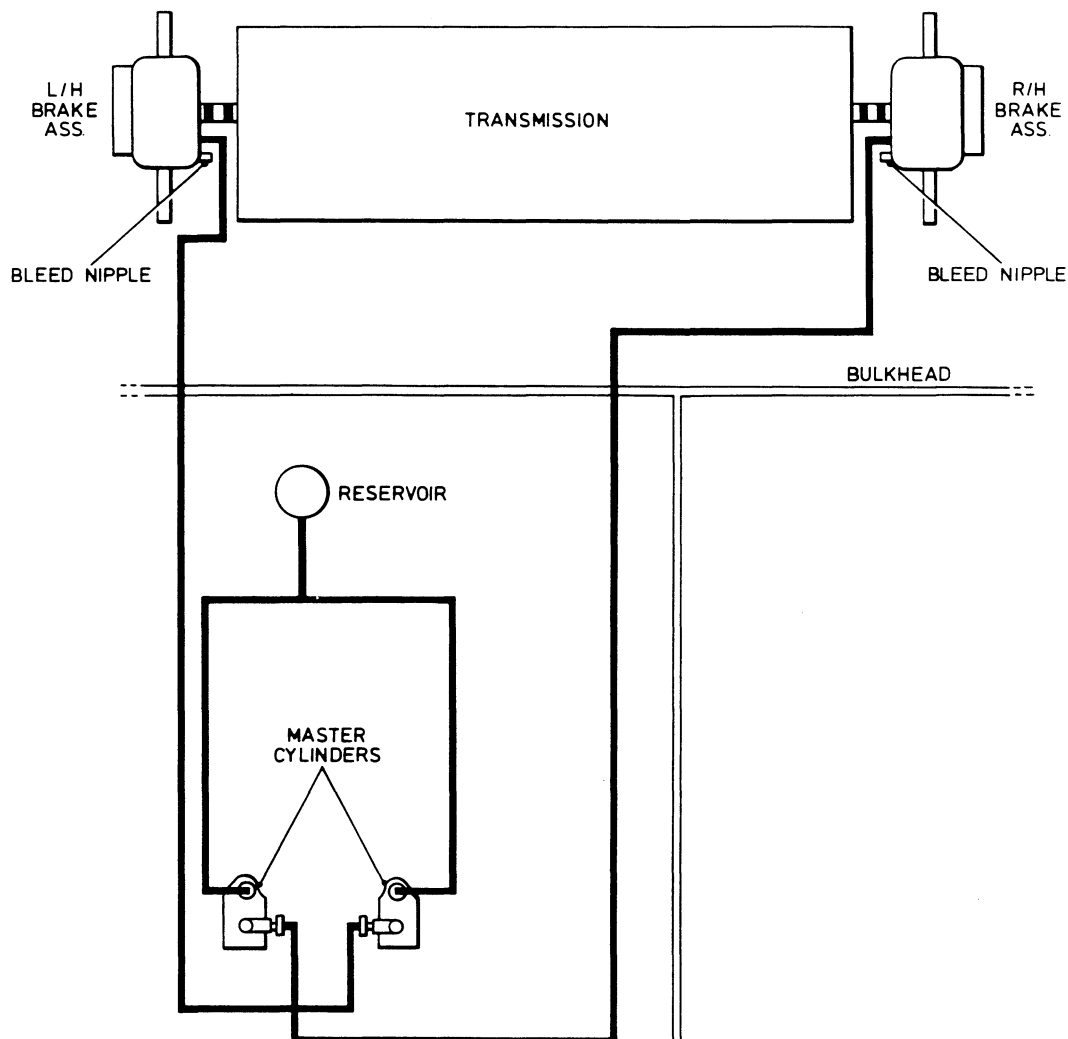 L/H
BRAKE
ASS.
TRANSMISSION
R/H
BRAKE
ASS.
BLEED NIPPLE
BLEED NIPPLE
BULKHEAD
RESERVOIR
MASTER
CYLINDERS